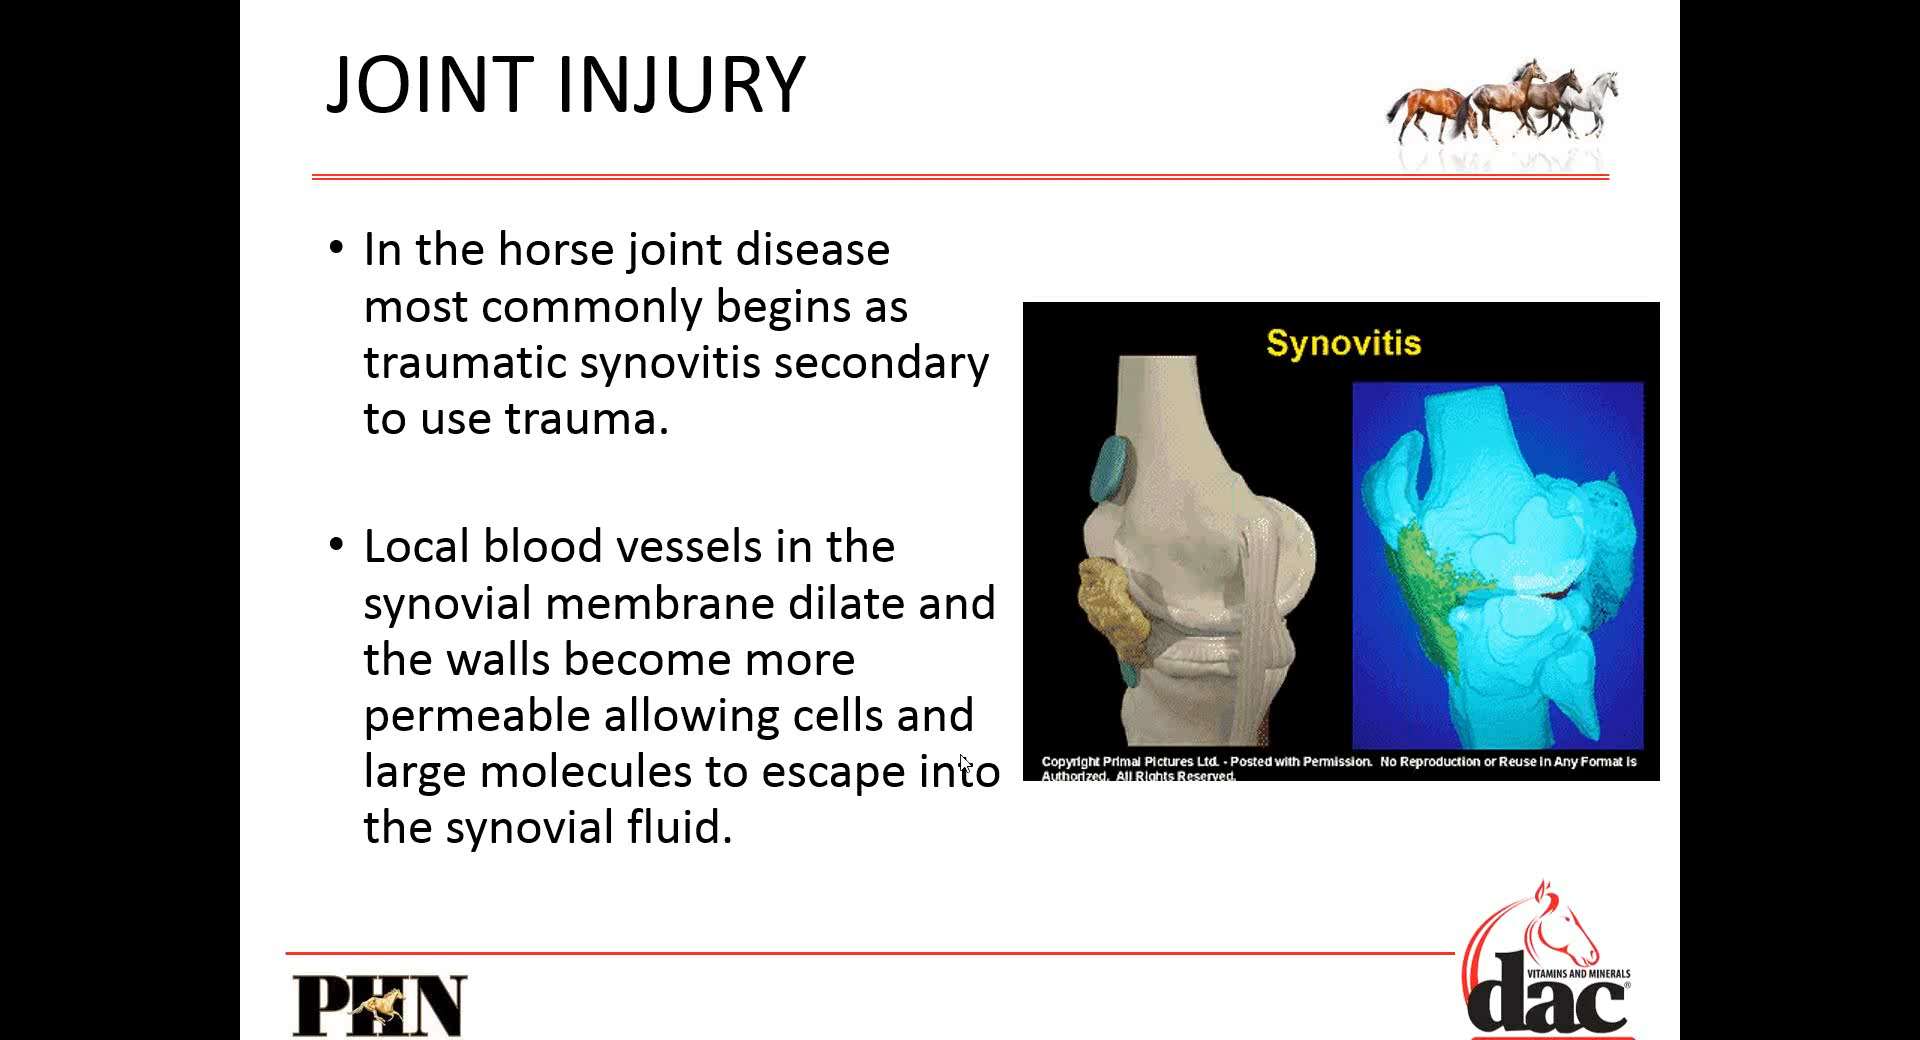 JOINT INJURY
• In the horse joint disease
most commonly begins as
traumatic synovitis secondary
to use trauma.
• Local blood vessels in the
synovial membrane dilate and
the walls become more
permeable allowing cells and
large molecules to escape into
the synovial fluid.
Synovitis
Copyright Primal Pictures Ltd. - Posted with Permission. No Reproduction or Reuse in Any Format is
Authorized. All Rights Reserved.
PHN
VITAMINS AND MINERALS
dac®